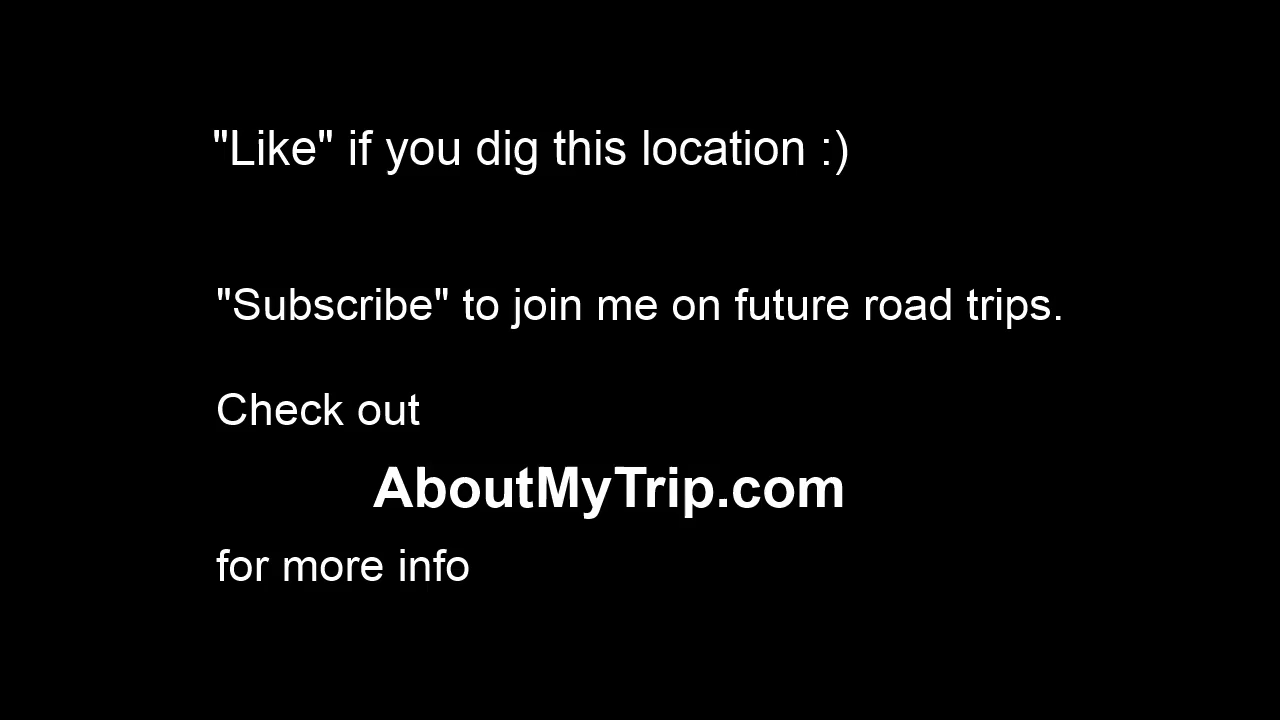 "Like" if you dig this location :)
"Subscribe" to join me on future road trips.
Check out
AboutMyTrip.com
for more info